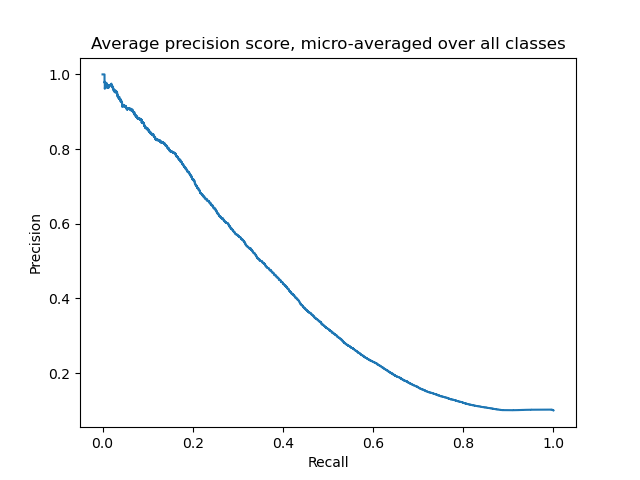 Average precision score, micro-averaged over all classes
1.0
0.8
0.6
0.4
0.2
Precision
0.0 0.2 0.4 0.6 0.8 1.0
Recall